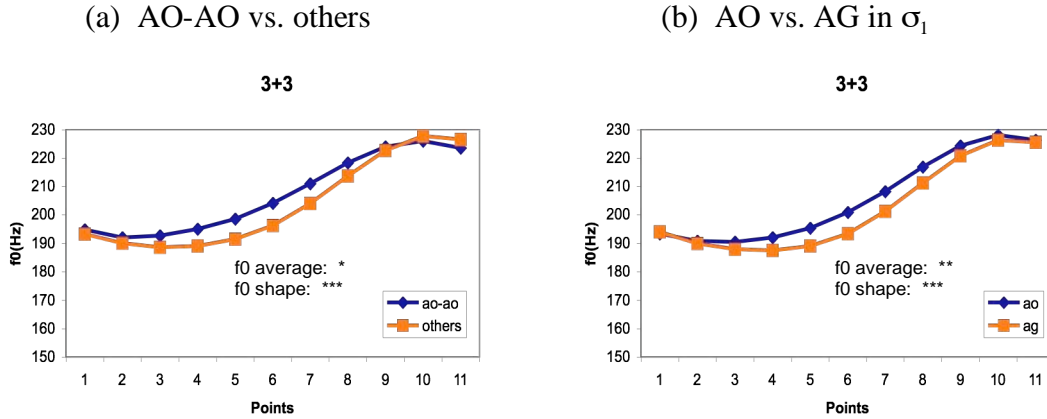 (a) AO-AO vs. others
(b) AO vs. AG in σ1
3+3
f0(Hz)
230
220
210
200
190
180
170
160
150
f0 average: *
f0 shape: ***
ao-ao
others
1 2 3 4 5 6 7 8 9 10 11
Points
3+3
f0(Hz)
230
220
210
200
190
180
170
160
150
f0 average: **
f0 shape: ***
ao
ag
1 2 3 4 5 6 7 8 9 10 11
Points